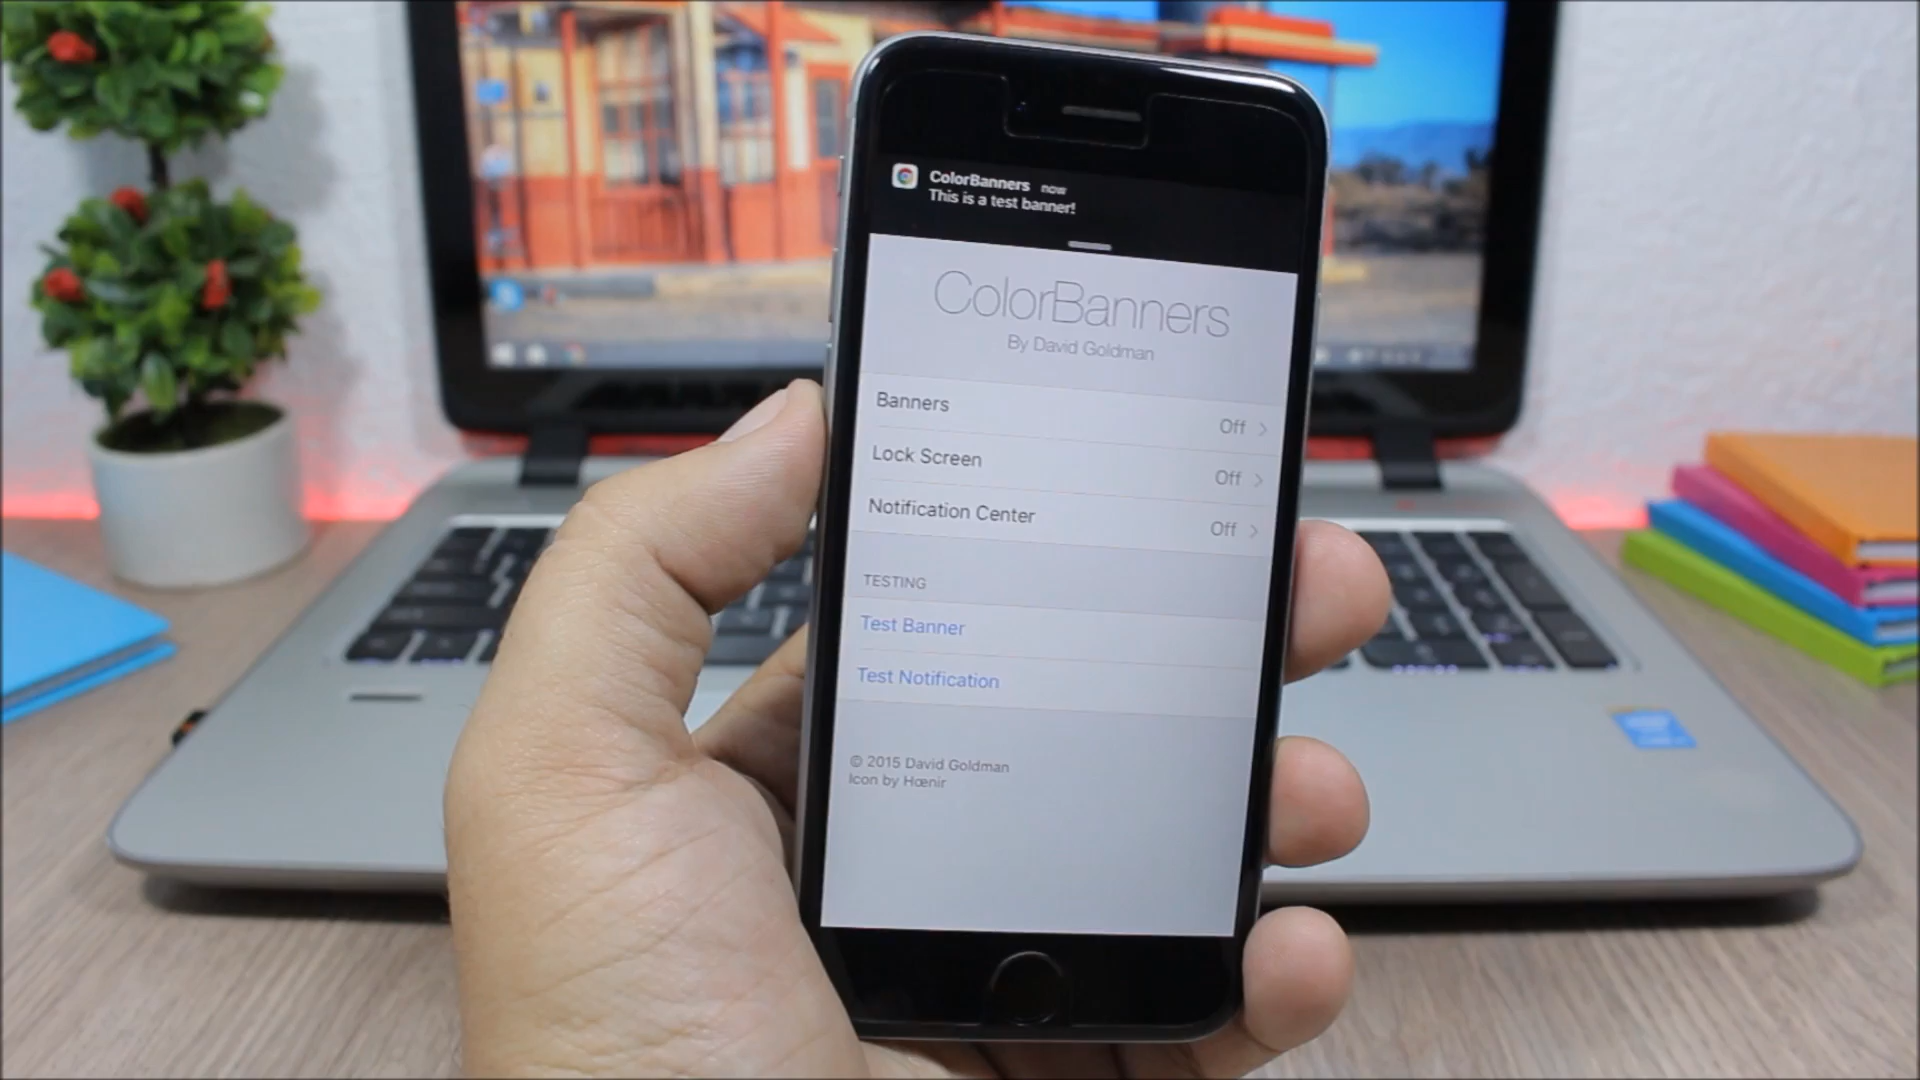 ColorBanners now
This is a test banner!
ColorBanners
By David Goldman
Banners Off
Lock Screen Off
Notification Center Off
TESTING
Test Banner
Test Notification
© 2015 David Goldman
Icon by Hœnir